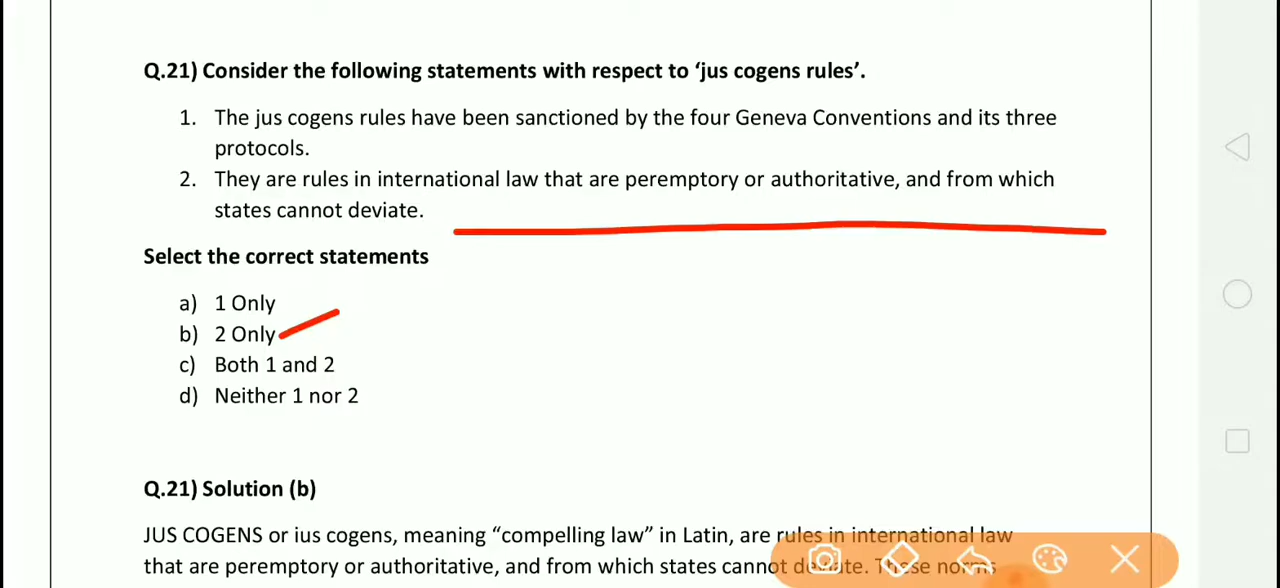 Q.21) Consider the following statements with respect to ‘jus cogens rules’.
1. The jus cogens rules have been sanctioned by the four Geneva Conventions and its three
protocols.
2. They are rules in international law that are peremptory or authoritative, and from which
states cannot deviate.
Select the correct statements
a) 1 Only
b) 2 Only
c) Both 1 and 2
d) Neither 1 nor 2
Q.21) Solution (b)
JUS COGENS or ius cogens, meaning “compelling law” in Latin, are rules in international law
that are peremptory or authoritative, and from which states cannot deviate. These norms